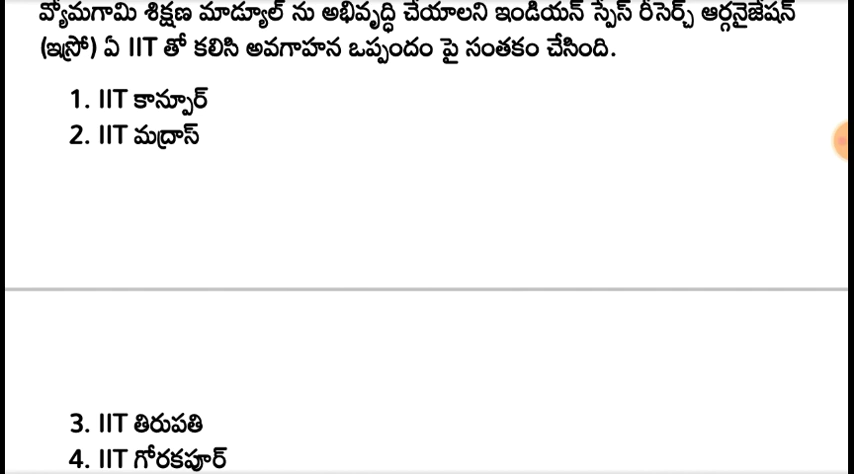 వ్యోమగామి శిక్షణ మాడ్యూల్ ను అభివృద్ధి చేయాలని ఇండియన్ స్పేస్ రీసెర్చ్ ఆర్గనైజేషన్
(ఇస్రో) ఏ IIT తో కలిసి అవగాహన ఒప్పందం పై సంతకం చేసింది.
1. IIT కాన్పూర్
2. IIT మద్రాస్
3. IIT తిరుపతి
4. IIT గోరకపూర్